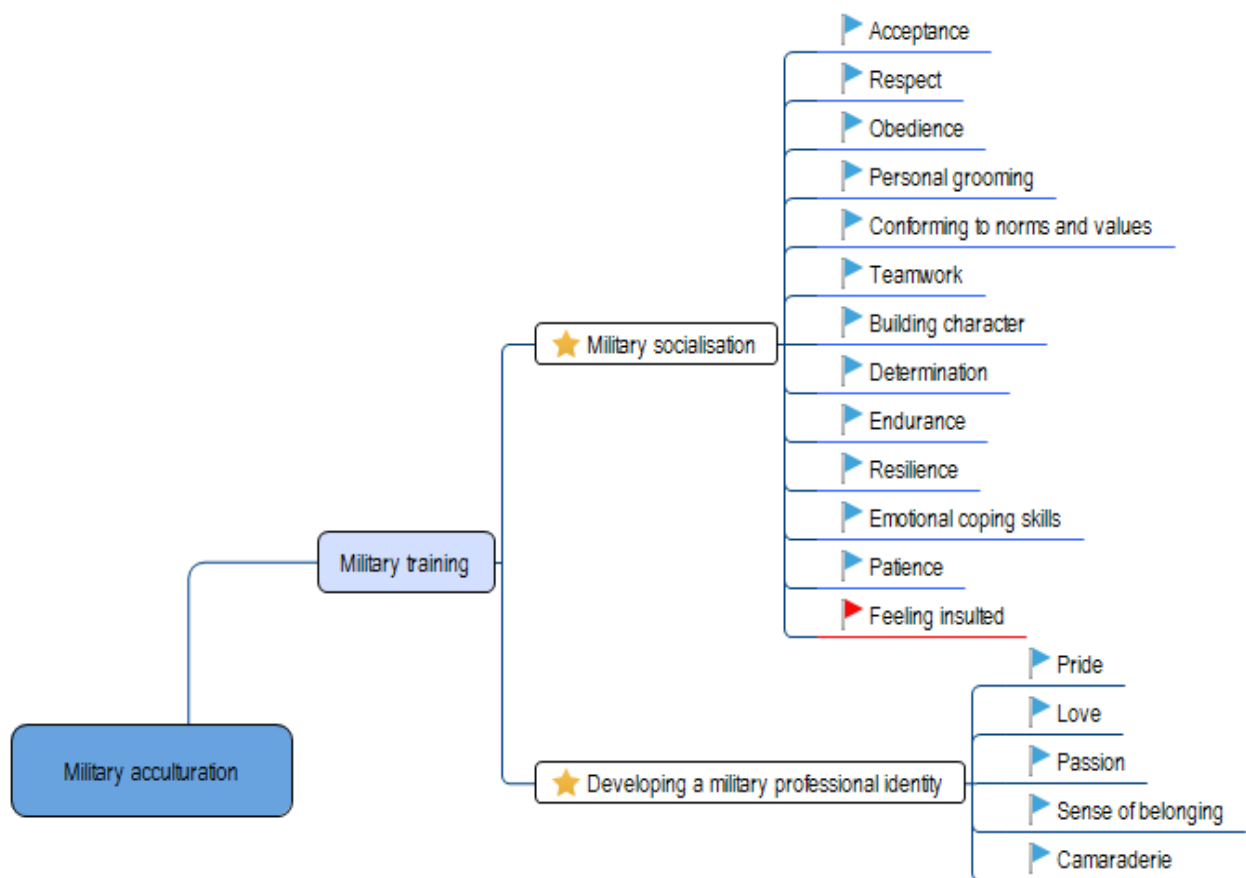 Acceptance
Respect
Obedience
Personal grooming
Conforming to norms and values
Teamwork
Building character
Military socialisation
Determination
Endurance
Resilience
Emotional coping skills
Military training
Patience
Feeling insulted
Pride
Love
Military acculturation
Passion
Developing a military professional identity
Sense of belonging
Camaraderie